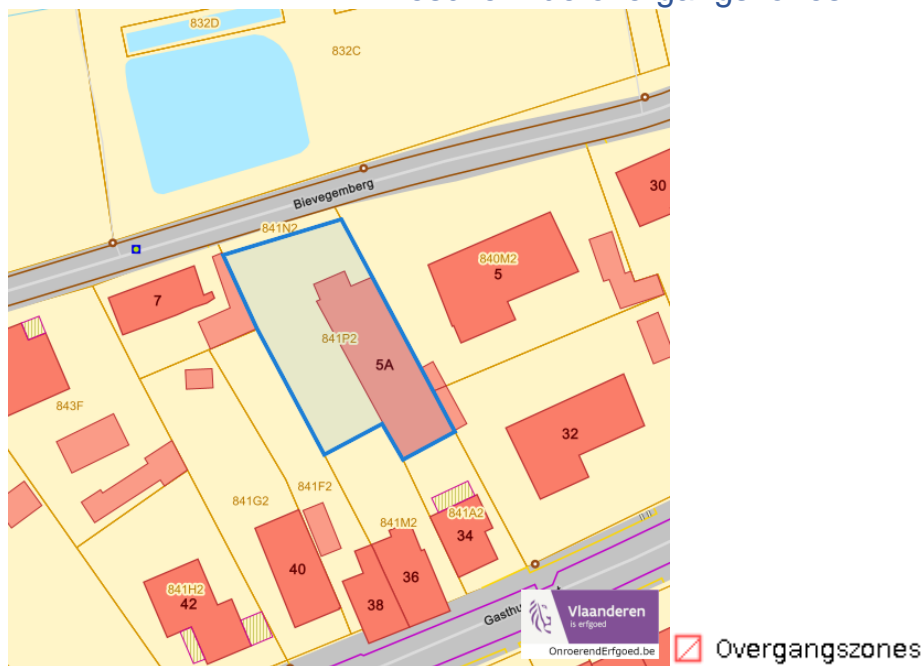 832D
832C
Bievegemberg
30
841N2
840M2
5
7
841P2
5A
843F
32
841G2
841F2
841M2
841A2
34
40
36
38
841H2
42
Vlaanderen
is erfgoed
OnroerendErfgoed.be
Overgangszones